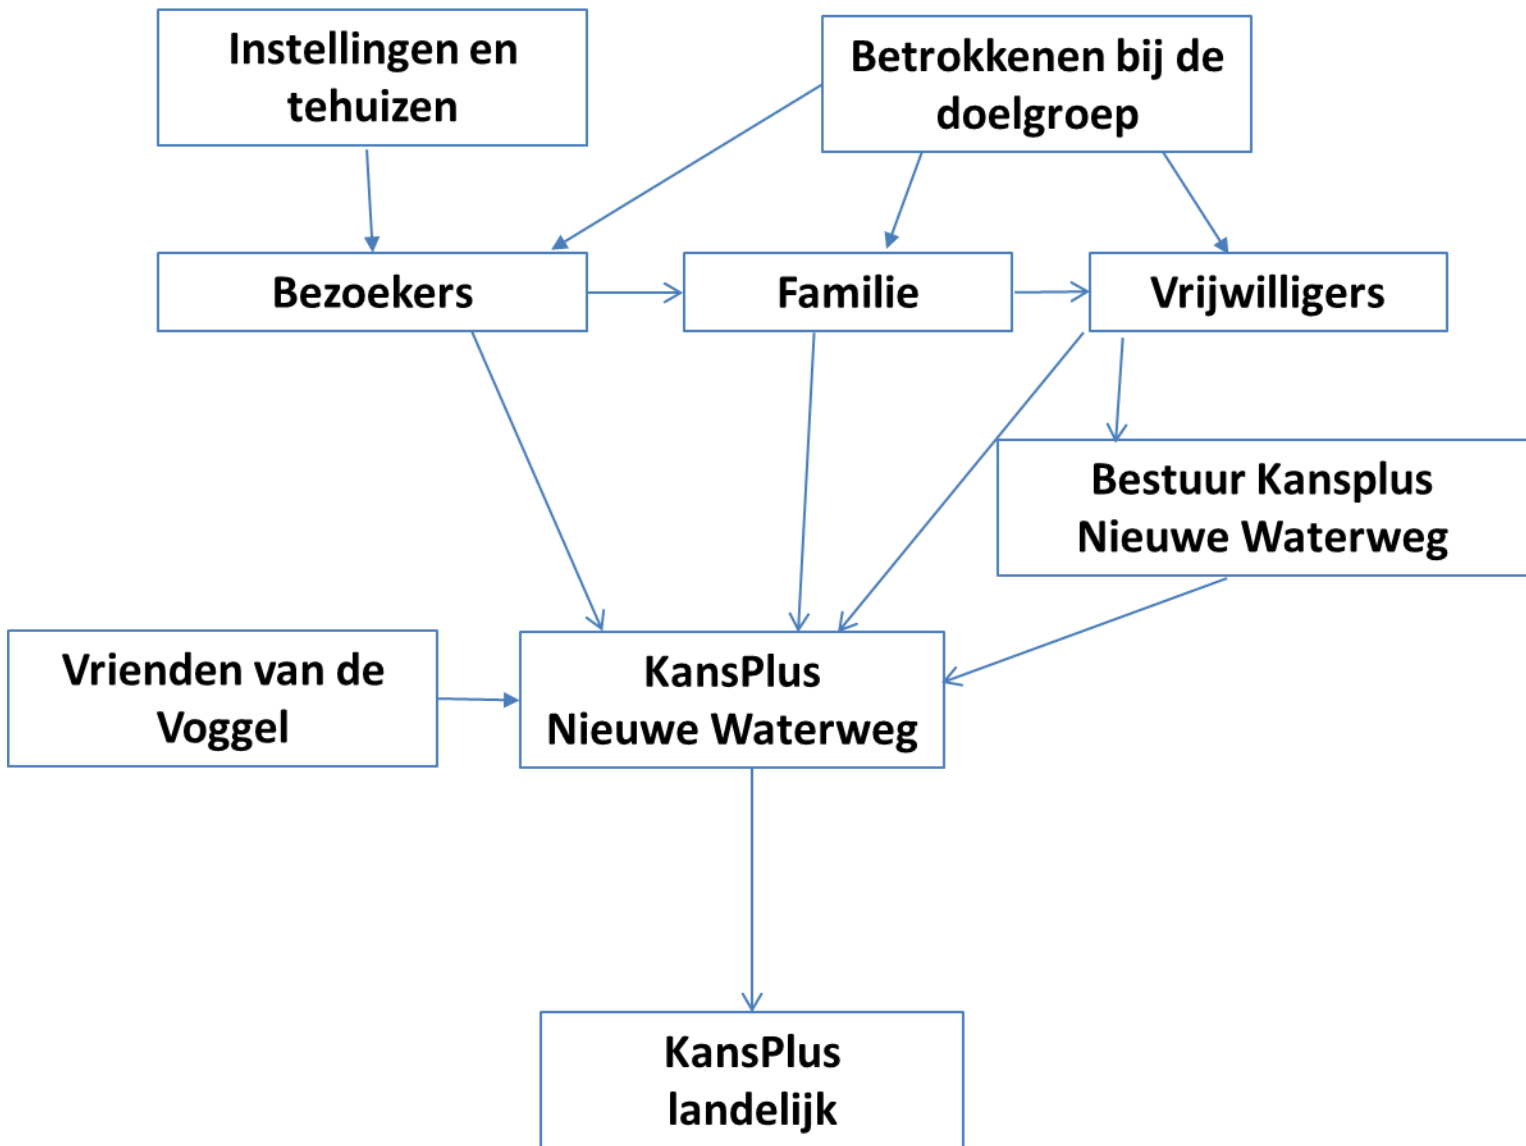 Instellingen en
tehuizen
Betrokkenen bij de
doelgroep
Bezoekers
Familie
Vrijwilligers
Bestuur Kansplus
Nieuwe Waterweg
Vrienden van de
Voggel
KansPlus
Nieuwe Waterweg
KansPlus
landelijk